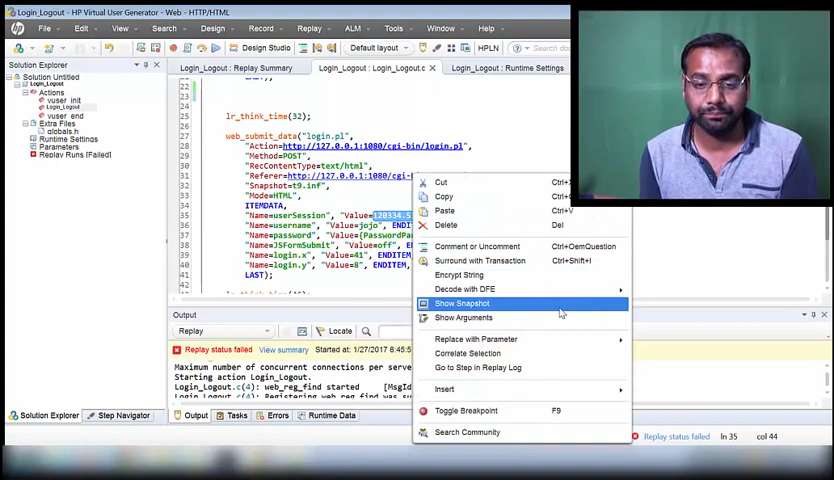 Login_Logout - HP Virtual User Generator - Web - HTTP/HTML
File Edit View Search Design Record Replay ALM Tools Window
Design Studio Default layout HPLN Search doc
Solution Explorer
Login_Logout : Replay Summary Login_Logout : Login_Logout.c Login_Logout : Runtime Settings
Solution Untitled
Login_Logout
Actions
vuser_init
Login_Logout
vuser_end
Extra Files
globals.h
Runtime Settings
Parameters
Replay Runs [Failed]
22
23
24
25 lr_think_time(32);
26
27 web_submit_data("login.pl",
28 "Action=http://127.0.0.1:1080/cgi-bin/login.pl",
29 "Method=POST",
30 "RecContentType=text/html",
31 "Referer=http://127.0.0.1:1080/cgi-b
32 "Snapshot=t9.inf",
33 "Mode=HTML",
34 ITEMDATA,
35 "Name=userSession", "Value=120334.5
36 "Name=username", "Value=jojo", ENDIT
37 "Name=password", "Value={PasswordPar
38 "Name=JSFormSubmit", "Value=off", EN
39 "Name=login.x", "Value=41", ENDITEM,
40 "Name=login.y", "Value=8", ENDITEM,
41 LAST);
42
Cut Ctrl+X
Copy Ctrl+C
Paste Ctrl+V
Delete Del
Comment or Uncomment Ctrl+OemQuestion
Surround with Transaction Ctrl+Shift+I
Encrypt String
Decode with DFE
Show Snapshot
Show Arguments
Replace with Parameter
Correlate Selection
Go to Step in Replay Log
Insert
Toggle Breakpoint F9
Search Community
Output
Replay Locate
Replay status failed View summary Started at: 1/27/2017 8:45:5
Maximum number of concurrent connections per serve
Starting action Login_Logout.
Login_Logout.c(4): web_reg_find started [MsgId
Solution Explorer Step Navigator Output Tasks Errors Runtime Data
Replay status failed ln 35 col 44